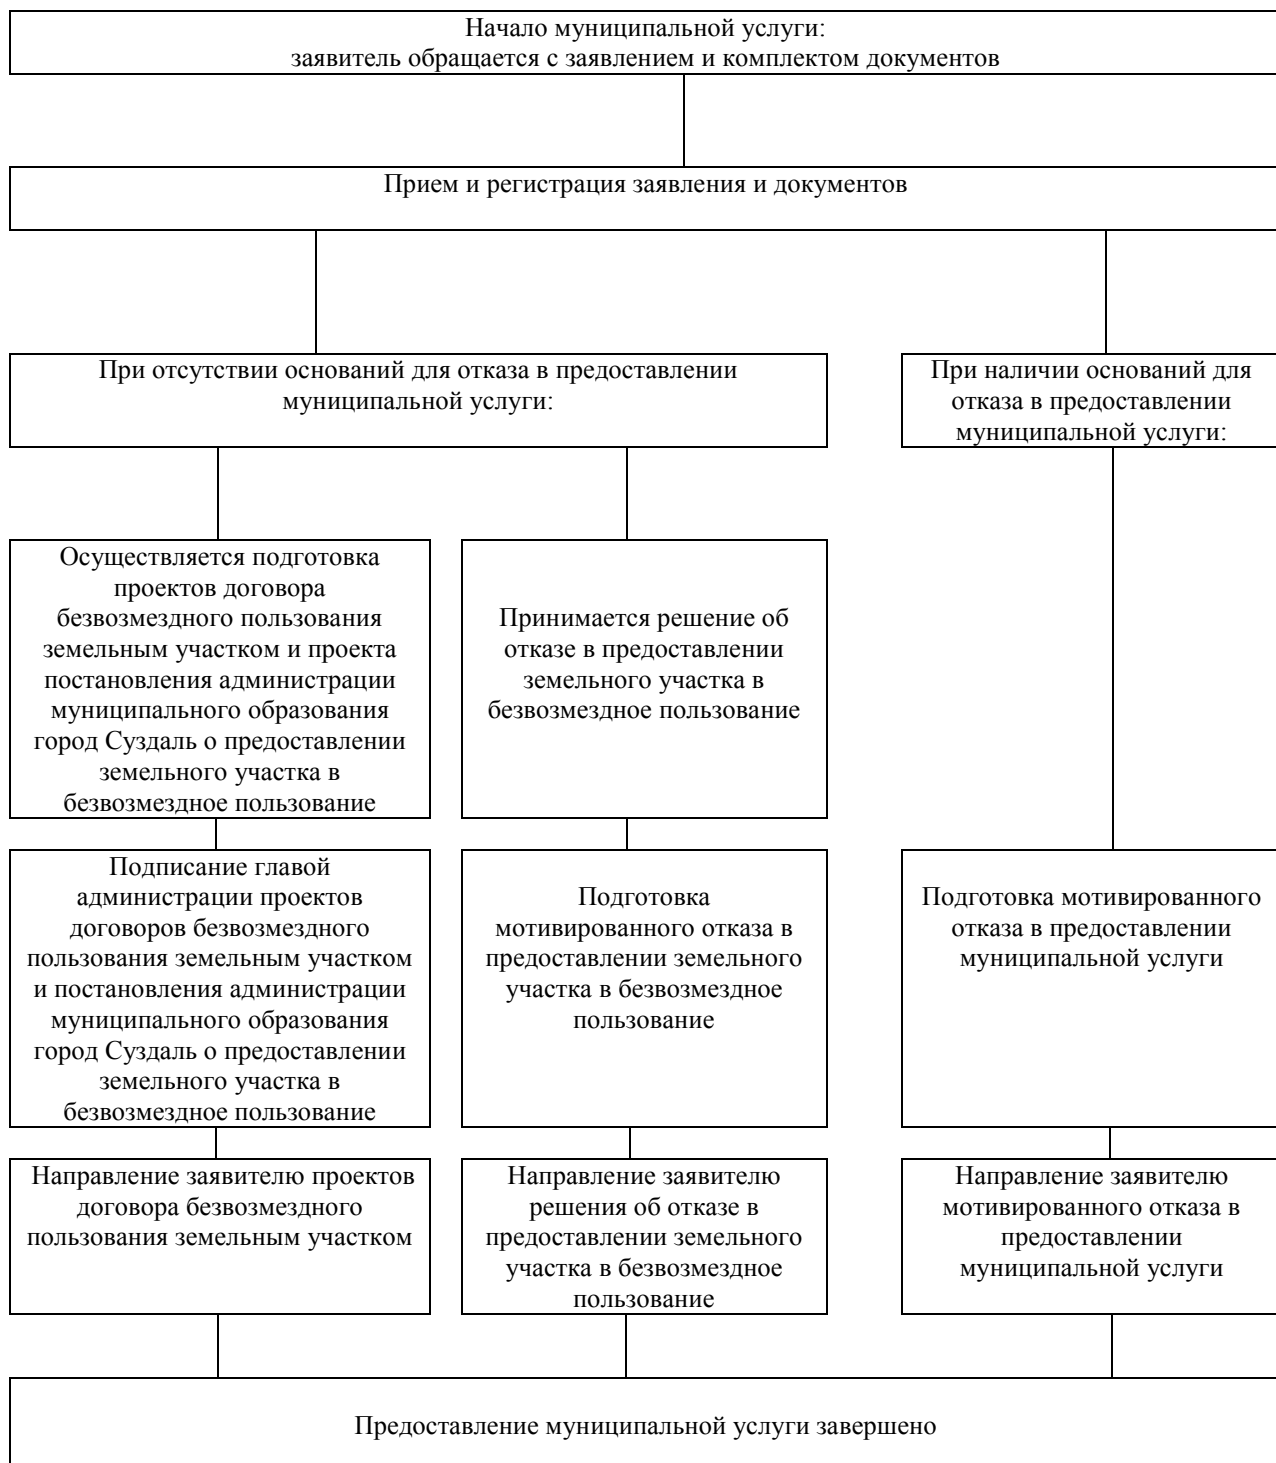 Начало муниципальной услуги:
заявитель обращается с заявлением и комплектом документов
Прием и регистрация заявления и документов
При отсутствии оснований для отказа в предоставлении
муниципальной услуги:
При наличии оснований для
отказа в предоставлении
муниципальной услуги:
Осуществляется подготовка
проектов договора
безвозмездного пользования
земельным участком и проекта
постановления администрации
муниципального образования
город Суздаль о предоставлении
земельного участка в
безвозмездное пользование
Принимается решение об
отказе в предоставлении
земельного участка в
безвозмездное пользование
Подписание главой
администрации проектов
договоров безвозмездного
пользования земельным участком
и постановления администрации
муниципального образования
город Суздаль о предоставлении
земельного участка в
безвозмездное пользование
Подготовка
мотивированного отказа в
предоставлении земельного
участка в безвозмездное
пользование
Подготовка мотивированного
отказа в предоставлении
муниципальной услуги
Направление заявителю проектов
договора безвозмездного
пользования земельным участком
Направление заявителю
решения об отказе в
предоставлении земельного
участка в безвозмездное
пользование
Направление заявителю
мотивированного отказа в
предоставлении
муниципальной услуги
Предоставление муниципальной услуги завершено